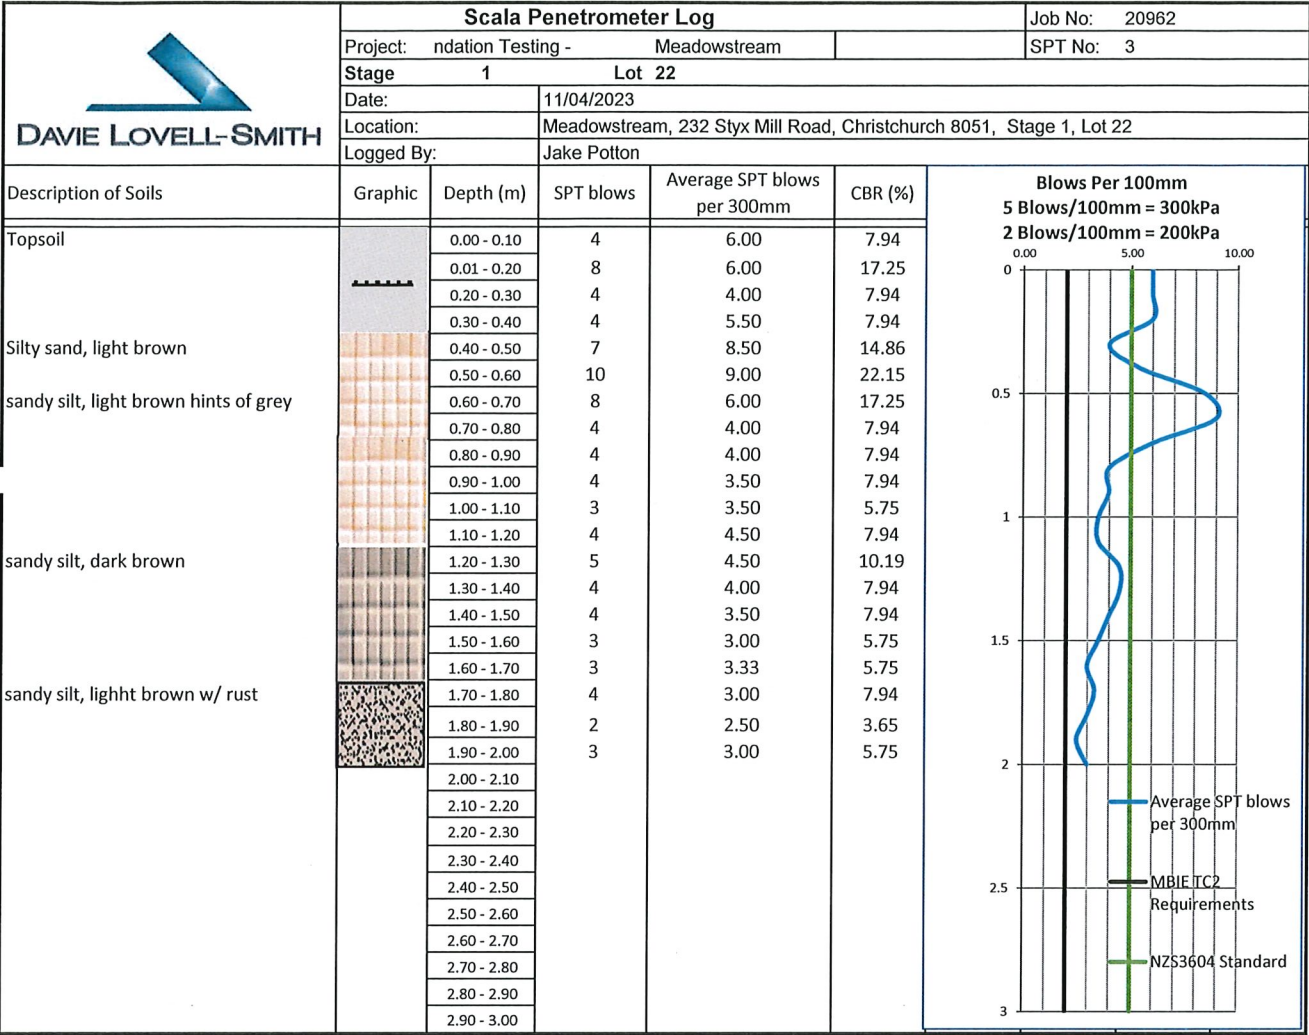 DAVIE LOVELL-SMITH
Scala Penetrometer Log
Job No: 20962
Project: ndation Testing - Meadowstream
SPT No: 3
Stage 1 Lot 22
Date: 11/04/2023
Location: Meadowstream, 232 Styx Mill Road, Christchurch 8051, Stage 1, Lot 22
Logged By: Jake Potton
Description of Soils Graphic Depth (m) SPT blows Average SPT blows per 300mm CBR (%)
Topsoil 0.00 - 0.10 4 6.00 7.94
0.01 - 0.20 8 6.00 17.25
0.20 - 0.30 4 4.00 7.94
0.30 - 0.40 4 5.50 7.94
Silty sand, light brown 0.40 - 0.50 7 8.50 14.86
0.50 - 0.60 10 9.00 22.15
sandy silt, light brown hints of grey 0.60 - 0.70 8 6.00 17.25
0.70 - 0.80 4 4.00 7.94
0.80 - 0.90 4 4.00 7.94
0.90 - 1.00 4 3.50 7.94
1.00 - 1.10 3 3.50 5.75
1.10 - 1.20 4 4.50 7.94
sandy silt, dark brown 1.20 - 1.30 5 4.50 10.19
1.30 - 1.40 4 4.00 7.94
1.40 - 1.50 4 3.50 7.94
1.50 - 1.60 3 3.00 5.75
1.60 - 1.70 3 3.33 5.75
sandy silt, lighht brown w/ rust 1.70 - 1.80 4 3.00 7.94
1.80 - 1.90 2 2.50 3.65
1.90 - 2.00 3 3.00 5.75
2.00 - 2.10
2.10 - 2.20
2.20 - 2.30
2.30 - 2.40
2.40 - 2.50
2.50 - 2.60
2.60 - 2.70
2.70 - 2.80
2.80 - 2.90
2.90 - 3.00
Blows Per 100mm
5 Blows/100mm = 300kPa
2 Blows/100mm = 200kPa
0.00 5.00 10.00
0
0.5
1
1.5
2
2.5
3
Average SPT blows
per 300mm
MBIE TC2
Requirements
NZS3604 Standard